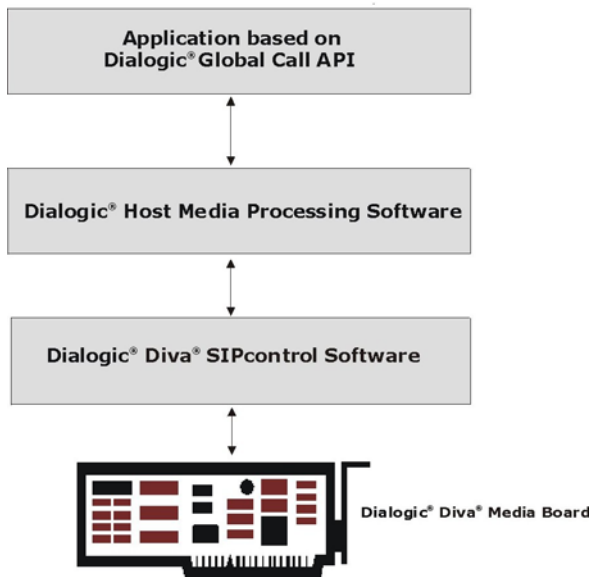 Application based on
Dialogic® Global Call API
Dialogic® Host Media Processing Software
Dialogic® Diva® SIPcontrol Software
Dialogic® Diva® Media Board